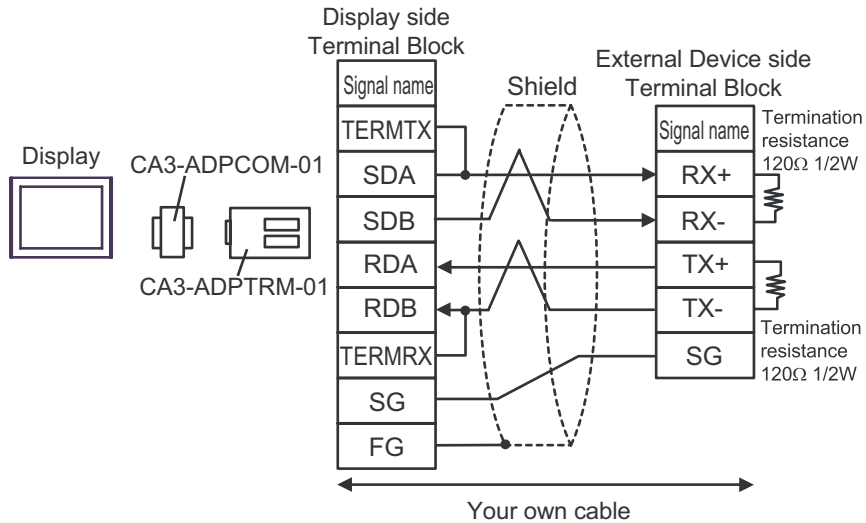 Display side
Terminal Block
External Device side
Terminal Block
Shield
Signal name
TERMTX
SDA
SDB
RDA
RDB
TERMRX
SG
FG
Signal name
RX+
RX-
TX+
TX-
SG
Termination
resistance
120Ω 1/2W
Termination
resistance
120Ω 1/2W
Display
CA3-ADPCOM-01
CA3-ADPTRM-01
Your own cable